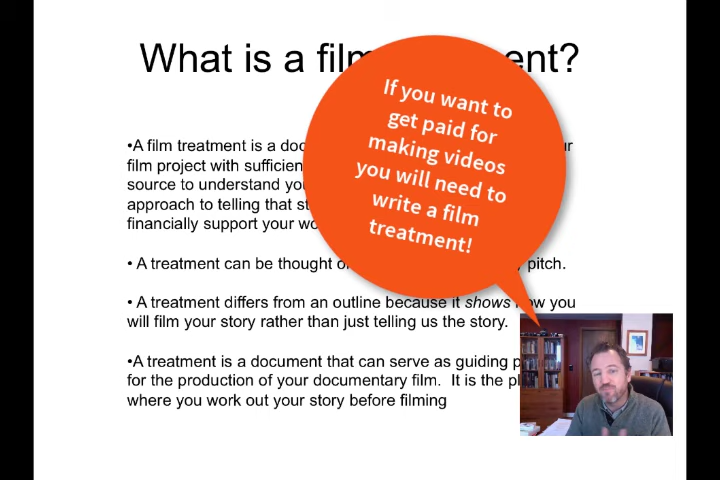 What is a film ent?
If you want to
get paid for
making videos
you will need to
write a film
treatment!
•A film treatment is a doc ur
film project with sufficien
source to understand you
approach to telling that st
financially support your wo
• A treatment can be thought o pitch.
• A treatment differs from an outline because it shows how you
will film your story rather than just telling us the story.
•A treatment is a document that can serve as guiding p
for the production of your documentary film. It is the pl
where you work out your story before filming